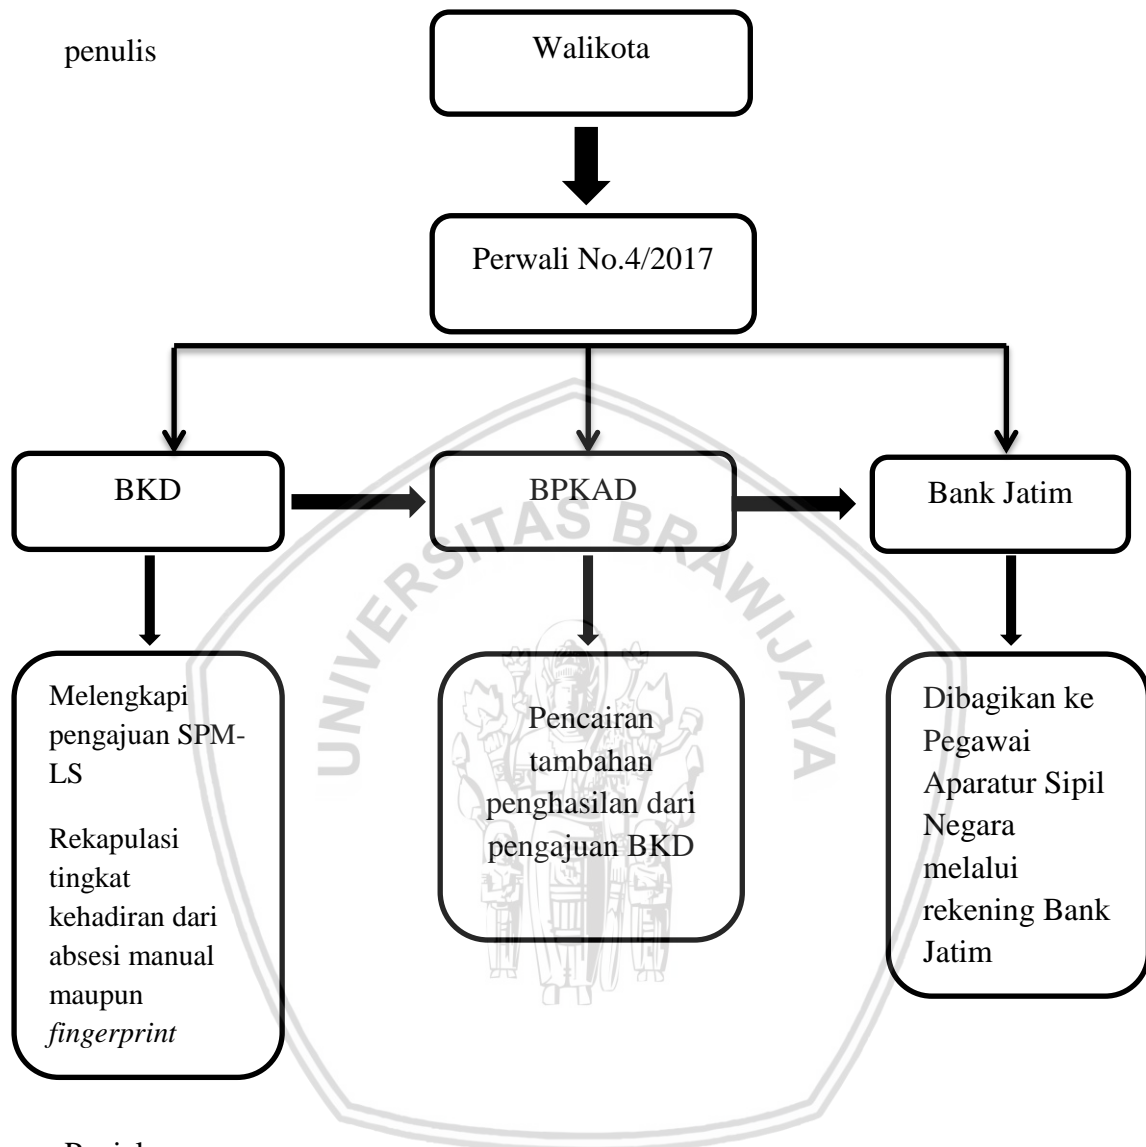 penulis
Walikota
Perwali No.4/2017
BKD
BPKAD
Bank Jatim
UNIVERSITAS BRAWIJAYA
Melengkapi
pengajuan SPM-
LS
Rekapulasi
tingkat
kehadiran dari
absesi manual
maupun
fingerprint
Pencairan
tambahan
penghasilan dari
pengajuan BKD
Dibagikan ke
Pegawai
Aparatur Sipil
Negara
melalui
rekening Bank
Jatim